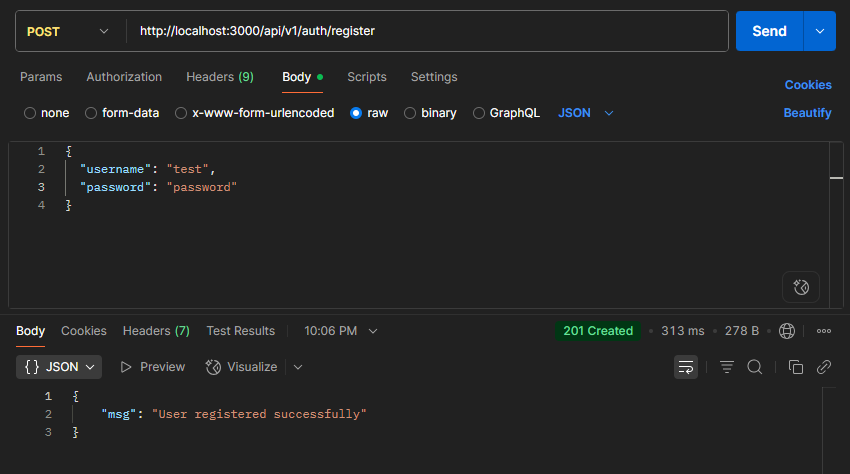 POST http://localhost:3000/api/v1/auth/register Send
Params Authorization Headers (9) Body Scripts Settings Cookies
none form-data x-www-form-urlencoded raw binary GraphQL JSON Beautify
1 {
2 "username": "test",
3 "password": "password"
4 }
Body Cookies Headers (7) Test Results 10:06 PM 201 Created 313 ms 278 B
{} JSON Preview Visualize
1 {
2 "msg": "User registered successfully"
3 }